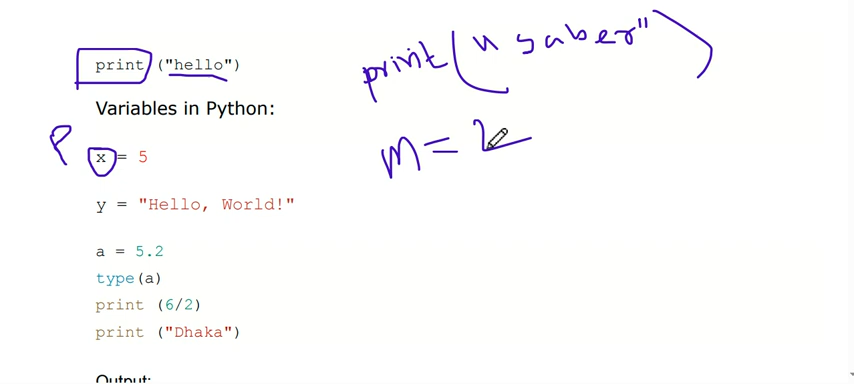 print ("hello")
print ("saber")
Variables in Python:
m = 2
P
x = 5
y = "Hello, World!"
a = 5.2
type(a)
print (6/2)
print ("Dhaka")
Output: